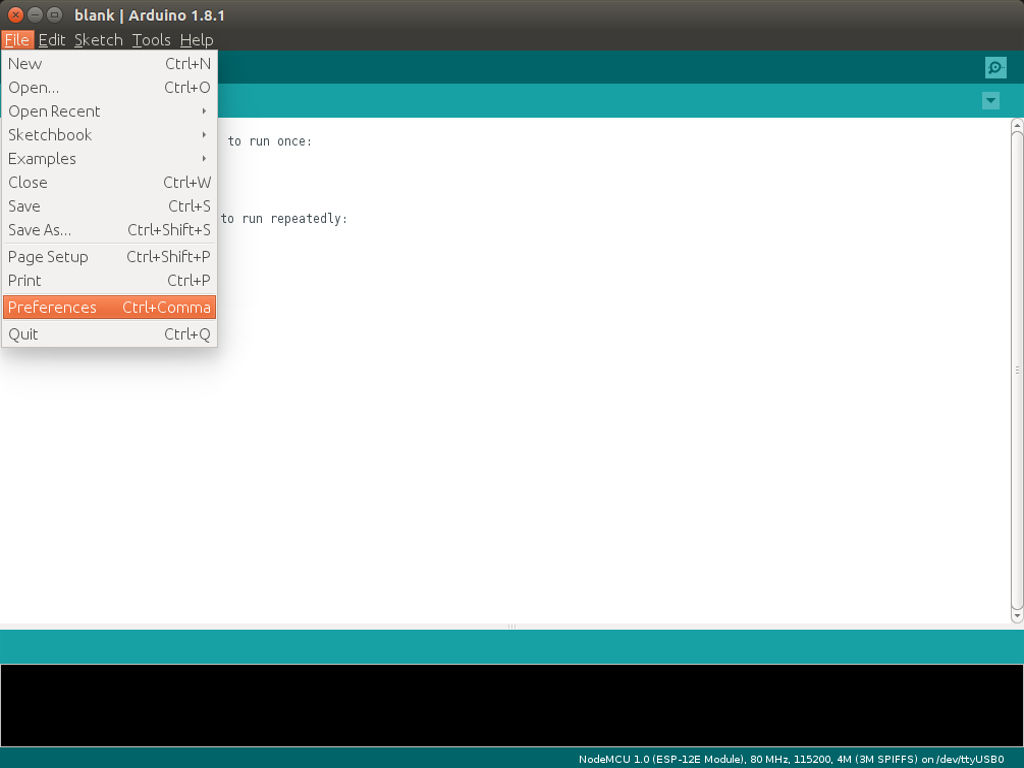 blank | Arduino 1.8.1
File Edit Sketch Tools Help
New Ctrl+N
Open... Ctrl+O
Open Recent
Sketchbook
Examples
Close Ctrl+W
Save Ctrl+S
Save As... Ctrl+Shift+S
Page Setup Ctrl+Shift+P
Print Ctrl+P
Preferences Ctrl+Comma
Quit Ctrl+Q
to run once:
to run repeatedly:
NodeMCU 1.0 (ESP-12E Module), 80 MHz, 115200, 4M (3M SPIFFS) on /dev/ttyUSB0